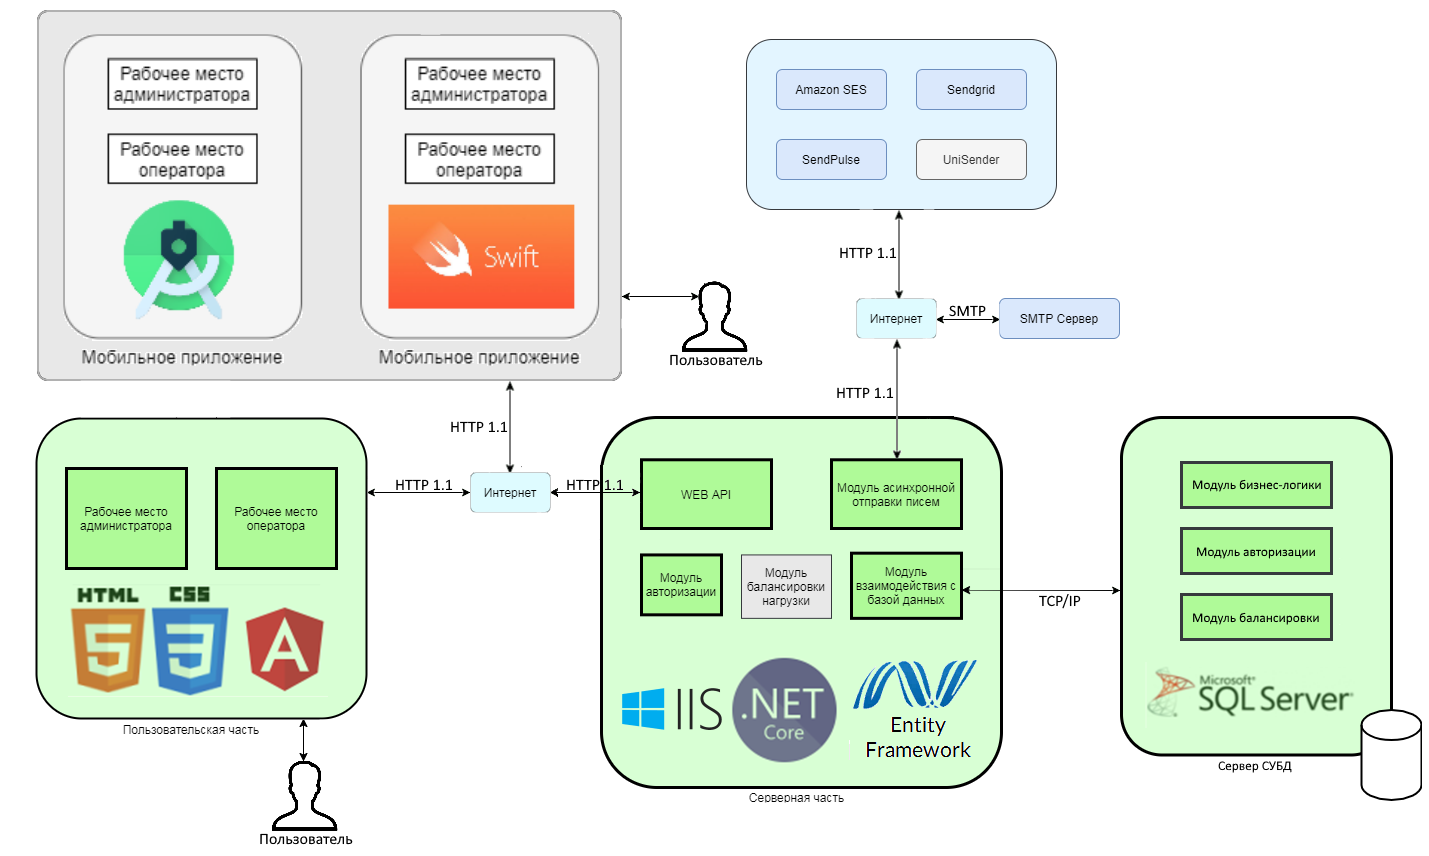 Рабочее место
администратора
Рабочее место
оператора
Мобильное приложение
Рабочее место
администратора
Рабочее место
оператора
Swift
Мобильное приложение
Amazon SES
Sendgrid
SendPulse
UniSender
HTTP 1.1
Интернет
SMTP
SMTP Сервер
HTTP 1.1
Пользователь
HTTP 1.1
HTTP 1.1
Интернет
HTTP 1.1
Рабочее место
администратора
Рабочее место
оператора
HTML
5
CSS
3
A
Пользовательская часть
Пользователь
WEB API
Модуль асинхронной
отправки писем
Модуль
авторизации
Модуль
балансировки
нагрузки
Модуль
взаимодействия с
базой данных
IIS
.NET
Core
Entity
Framework
Серверная часть
TCP/IP
Модуль бизнес-логики
Модуль авторизации
Модуль балансировки
Microsoft
SQL Server
Сервер СУБД